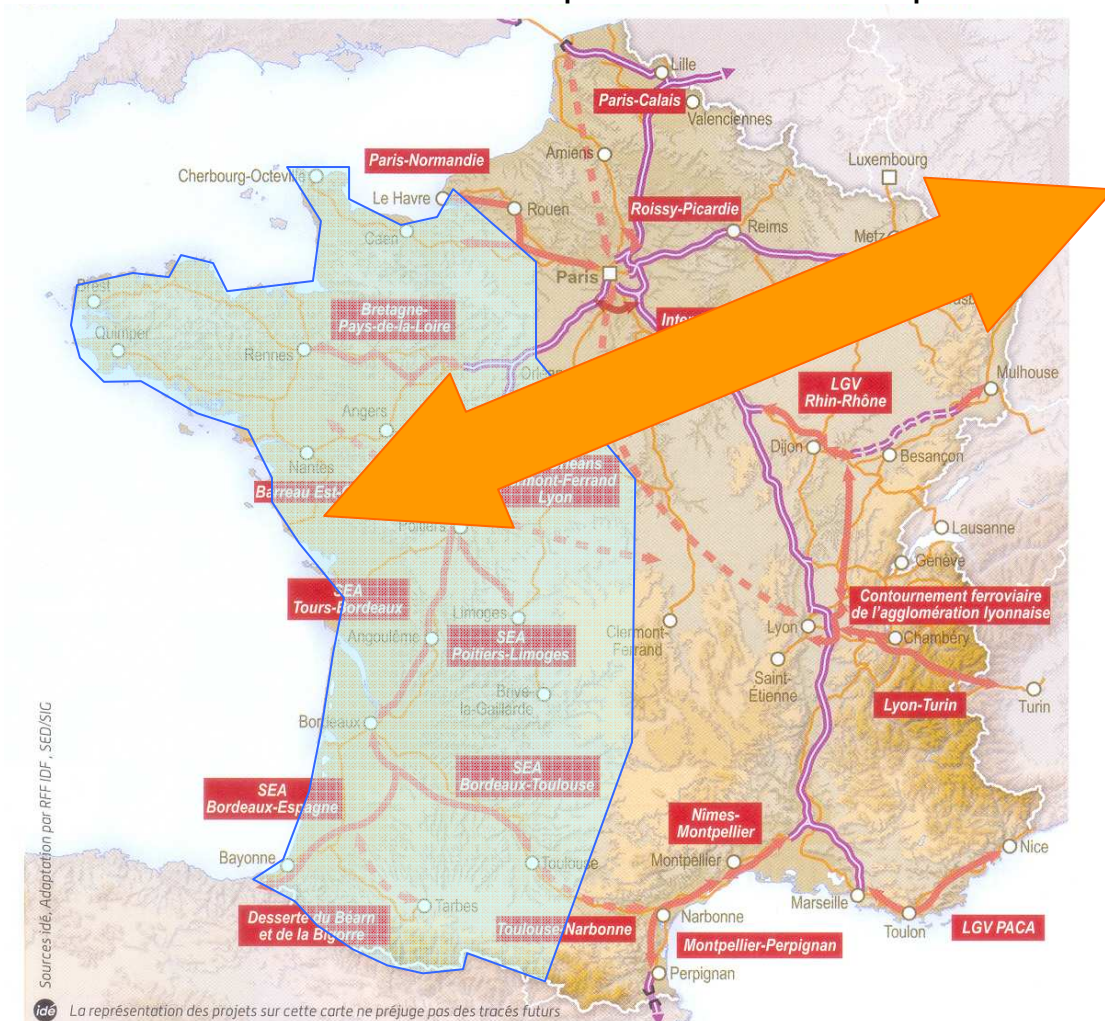 Lille
Paris-Calais
Valenciennes
Amiens
Luxembourg
Paris-Normandie
Cherbourg-Octeville
Le Havre
Rouen
Roissy-Picardie
Reims
Caen
Metz
Paris
Brest
Bretagne-
Pays-de-la-Loire
Quimper
Rennes
Mulhouse
LGV
Rhin-Rhône
Angers
Dijon
Besançon
Nantes
Barreau Est-
Lyon
Poitiers
Lausanne
Genève
SEA
Tours-Bordeaux
Contournement ferroviaire
de l'agglomération lyonnaise
Limoges
Angoulême
Clermont-
Ferrand
Lyon
Chambéry
SEA
Poitiers-Limoges
Saint-
Étienne
Brive-
la-Gaillarde
Lyon-Turin
Turin
Bordeaux
SEA
Bordeaux-Toulouse
SEA
Bordeaux-Espagne
Nîmes-
Montpellier
Nice
Bayonne
Toulouse
Montpellier
Marseille
Tarbes
Narbonne
Toulon
LGV PACA
Desserte du Béarn
et de la Bigorre
Toulouse-Narbonne
Montpellier-Perpignan
Perpignan
Sources idé, Adaptation par RFF IDF , SED/SIG
idé La représentation des projets sur cette carte ne préjuge pas des tracés futurs